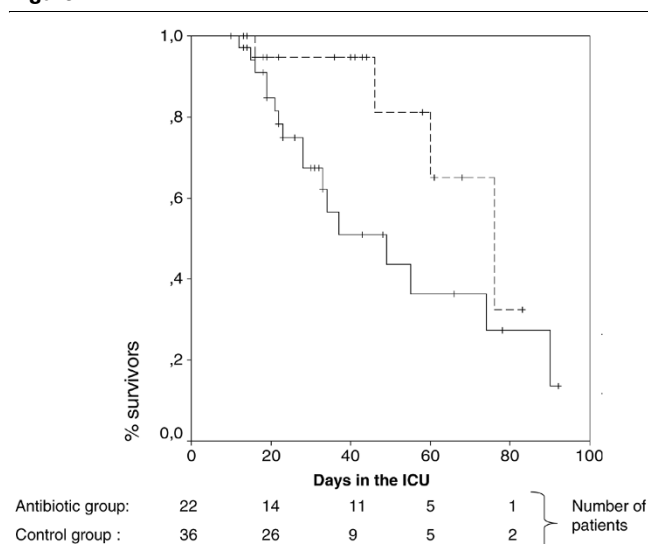 1,0
,8
,6
,4
,2
0,0
% survivors
0 20 40 60 80 100
Days in the ICU
Antibiotic group: 22 14 11 5 1 Number of
Control group : 36 26 9 5 2 patients